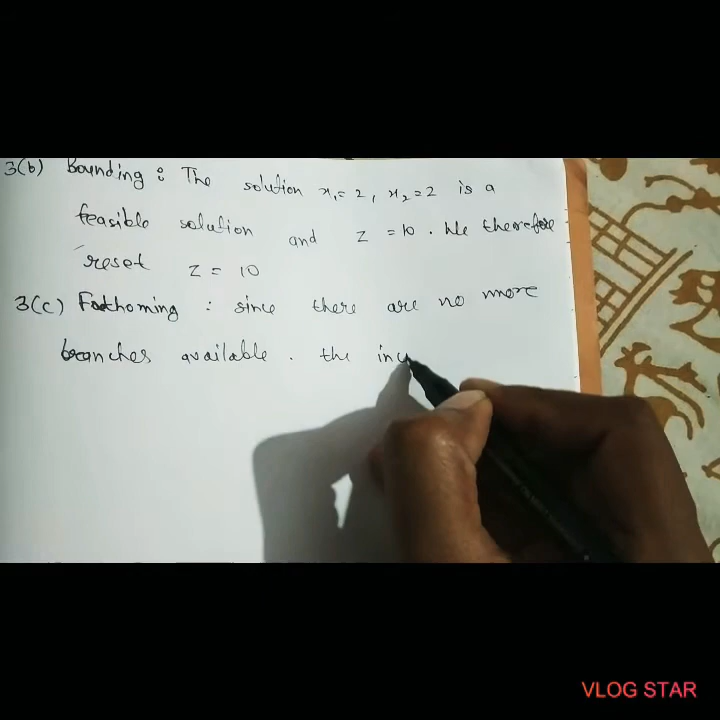 3(b) Bounding : The solution x₁ = 2, x₂ = 2 is a
feasible solution and z = 10. We therefore
reset z = 10
3(c) Fathoming : since there are no more
branches available. the incu
VLOG STAR